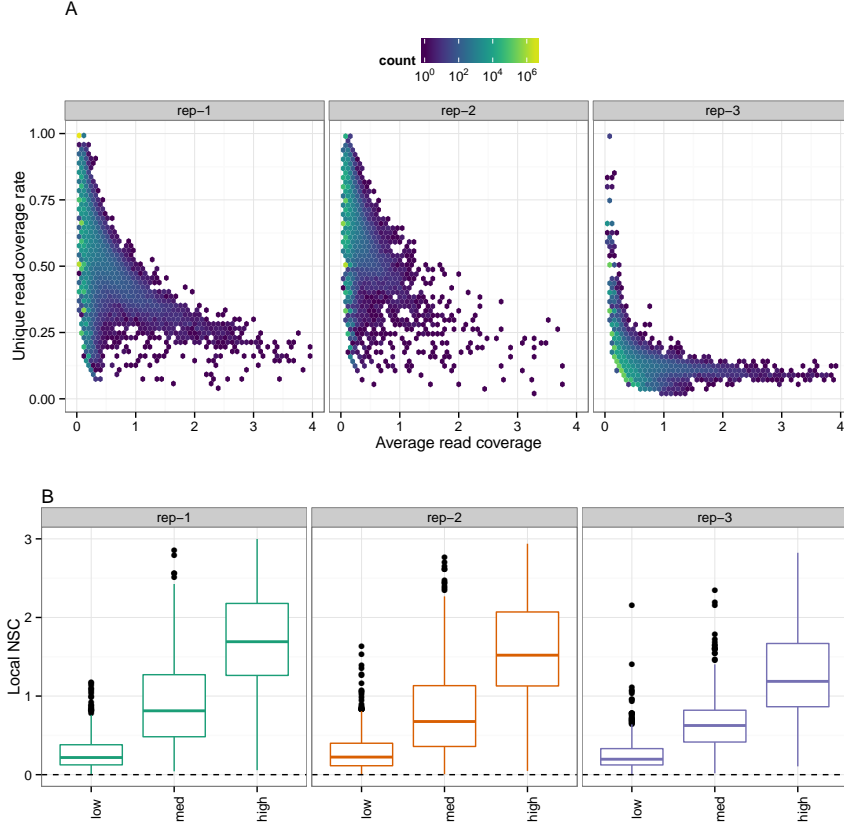 A
count
10^0 10^2 10^4 10^6
rep−1 rep−2 rep−3
Unique read coverage rate
1.00
0.75
0.50
0.25
0.00
0 1 2 3 4 0 1 2 3 4 0 1 2 3 4
Average read coverage
B
rep−1 rep−2 rep−3
Local NSC
3
2
1
0
low med high low med high low med high